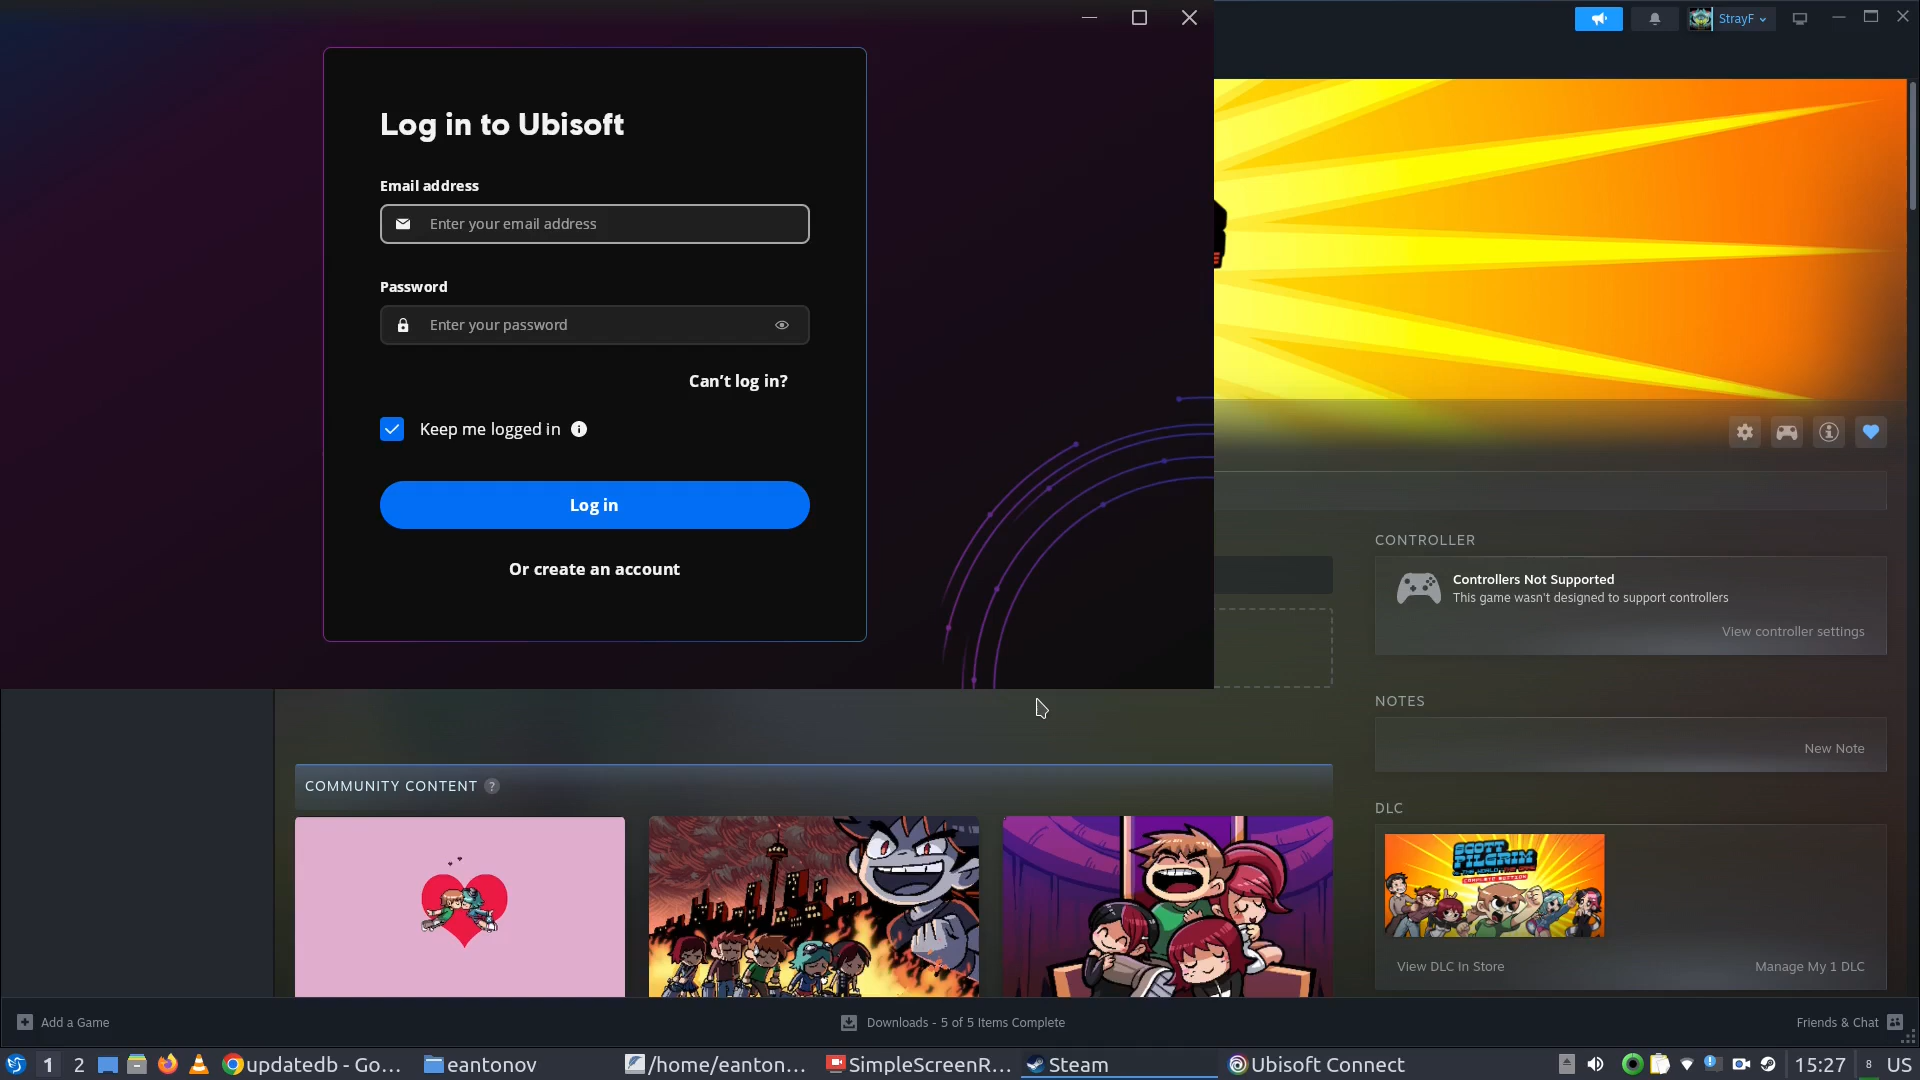 StrayF
Log in to Ubisoft
Email address
Enter your email address
Password
Enter your password
Can't log in?
Keep me logged in
Log in
Or create an account
CONTROLLER
Controllers Not Supported
This game wasn't designed to support controllers
View controller settings
NOTES
New Note
COMMUNITY CONTENT ?
DLC
SCOTT PILGRIM
View DLC In Store
Manage My 1 DLC
Add a Game
Downloads - 5 of 5 Items Complete
Friends & Chat
1 2 updatedb - Go... eantonov /home/eanton... SimpleScreenR... Steam Ubisoft Connect 15:27 8 US